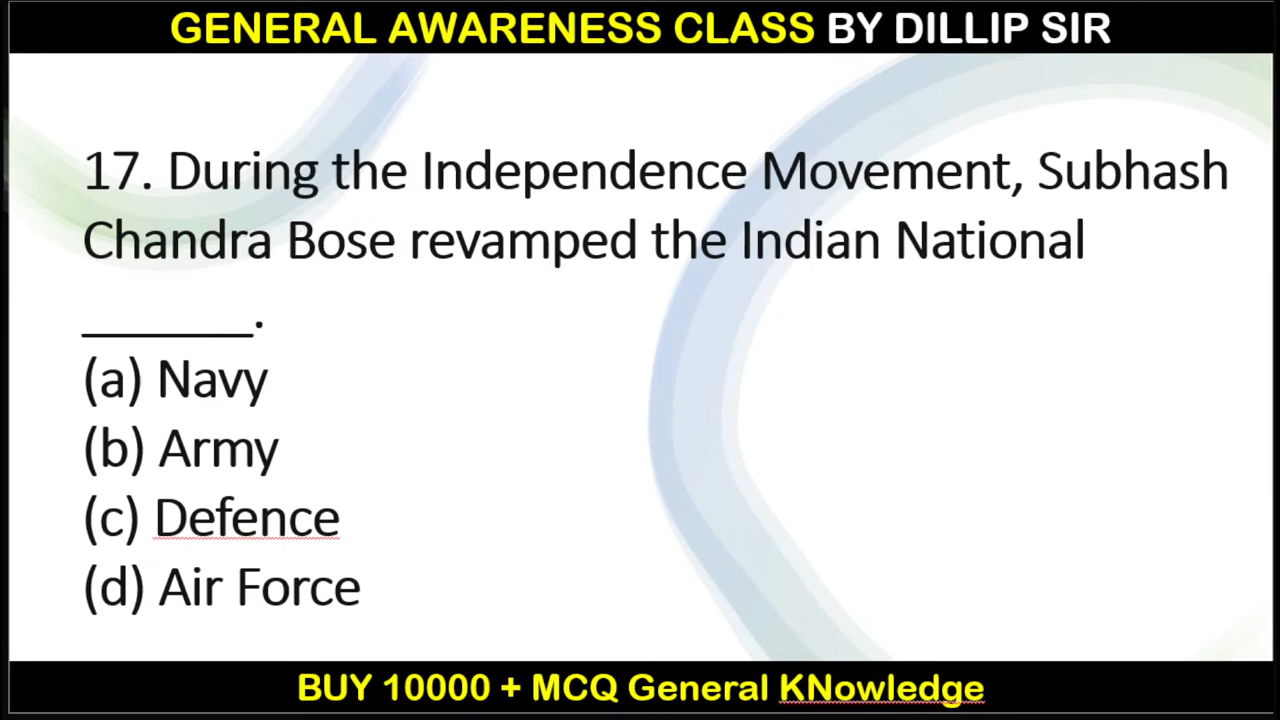 GENERAL AWARENESS CLASS BY DILLIP SIR
17. During the Independence Movement, Subhash
Chandra Bose revamped the Indian National
______.
(a) Navy
(b) Army
(c) Defence
(d) Air Force
BUY 10000 + MCQ General KNowledge